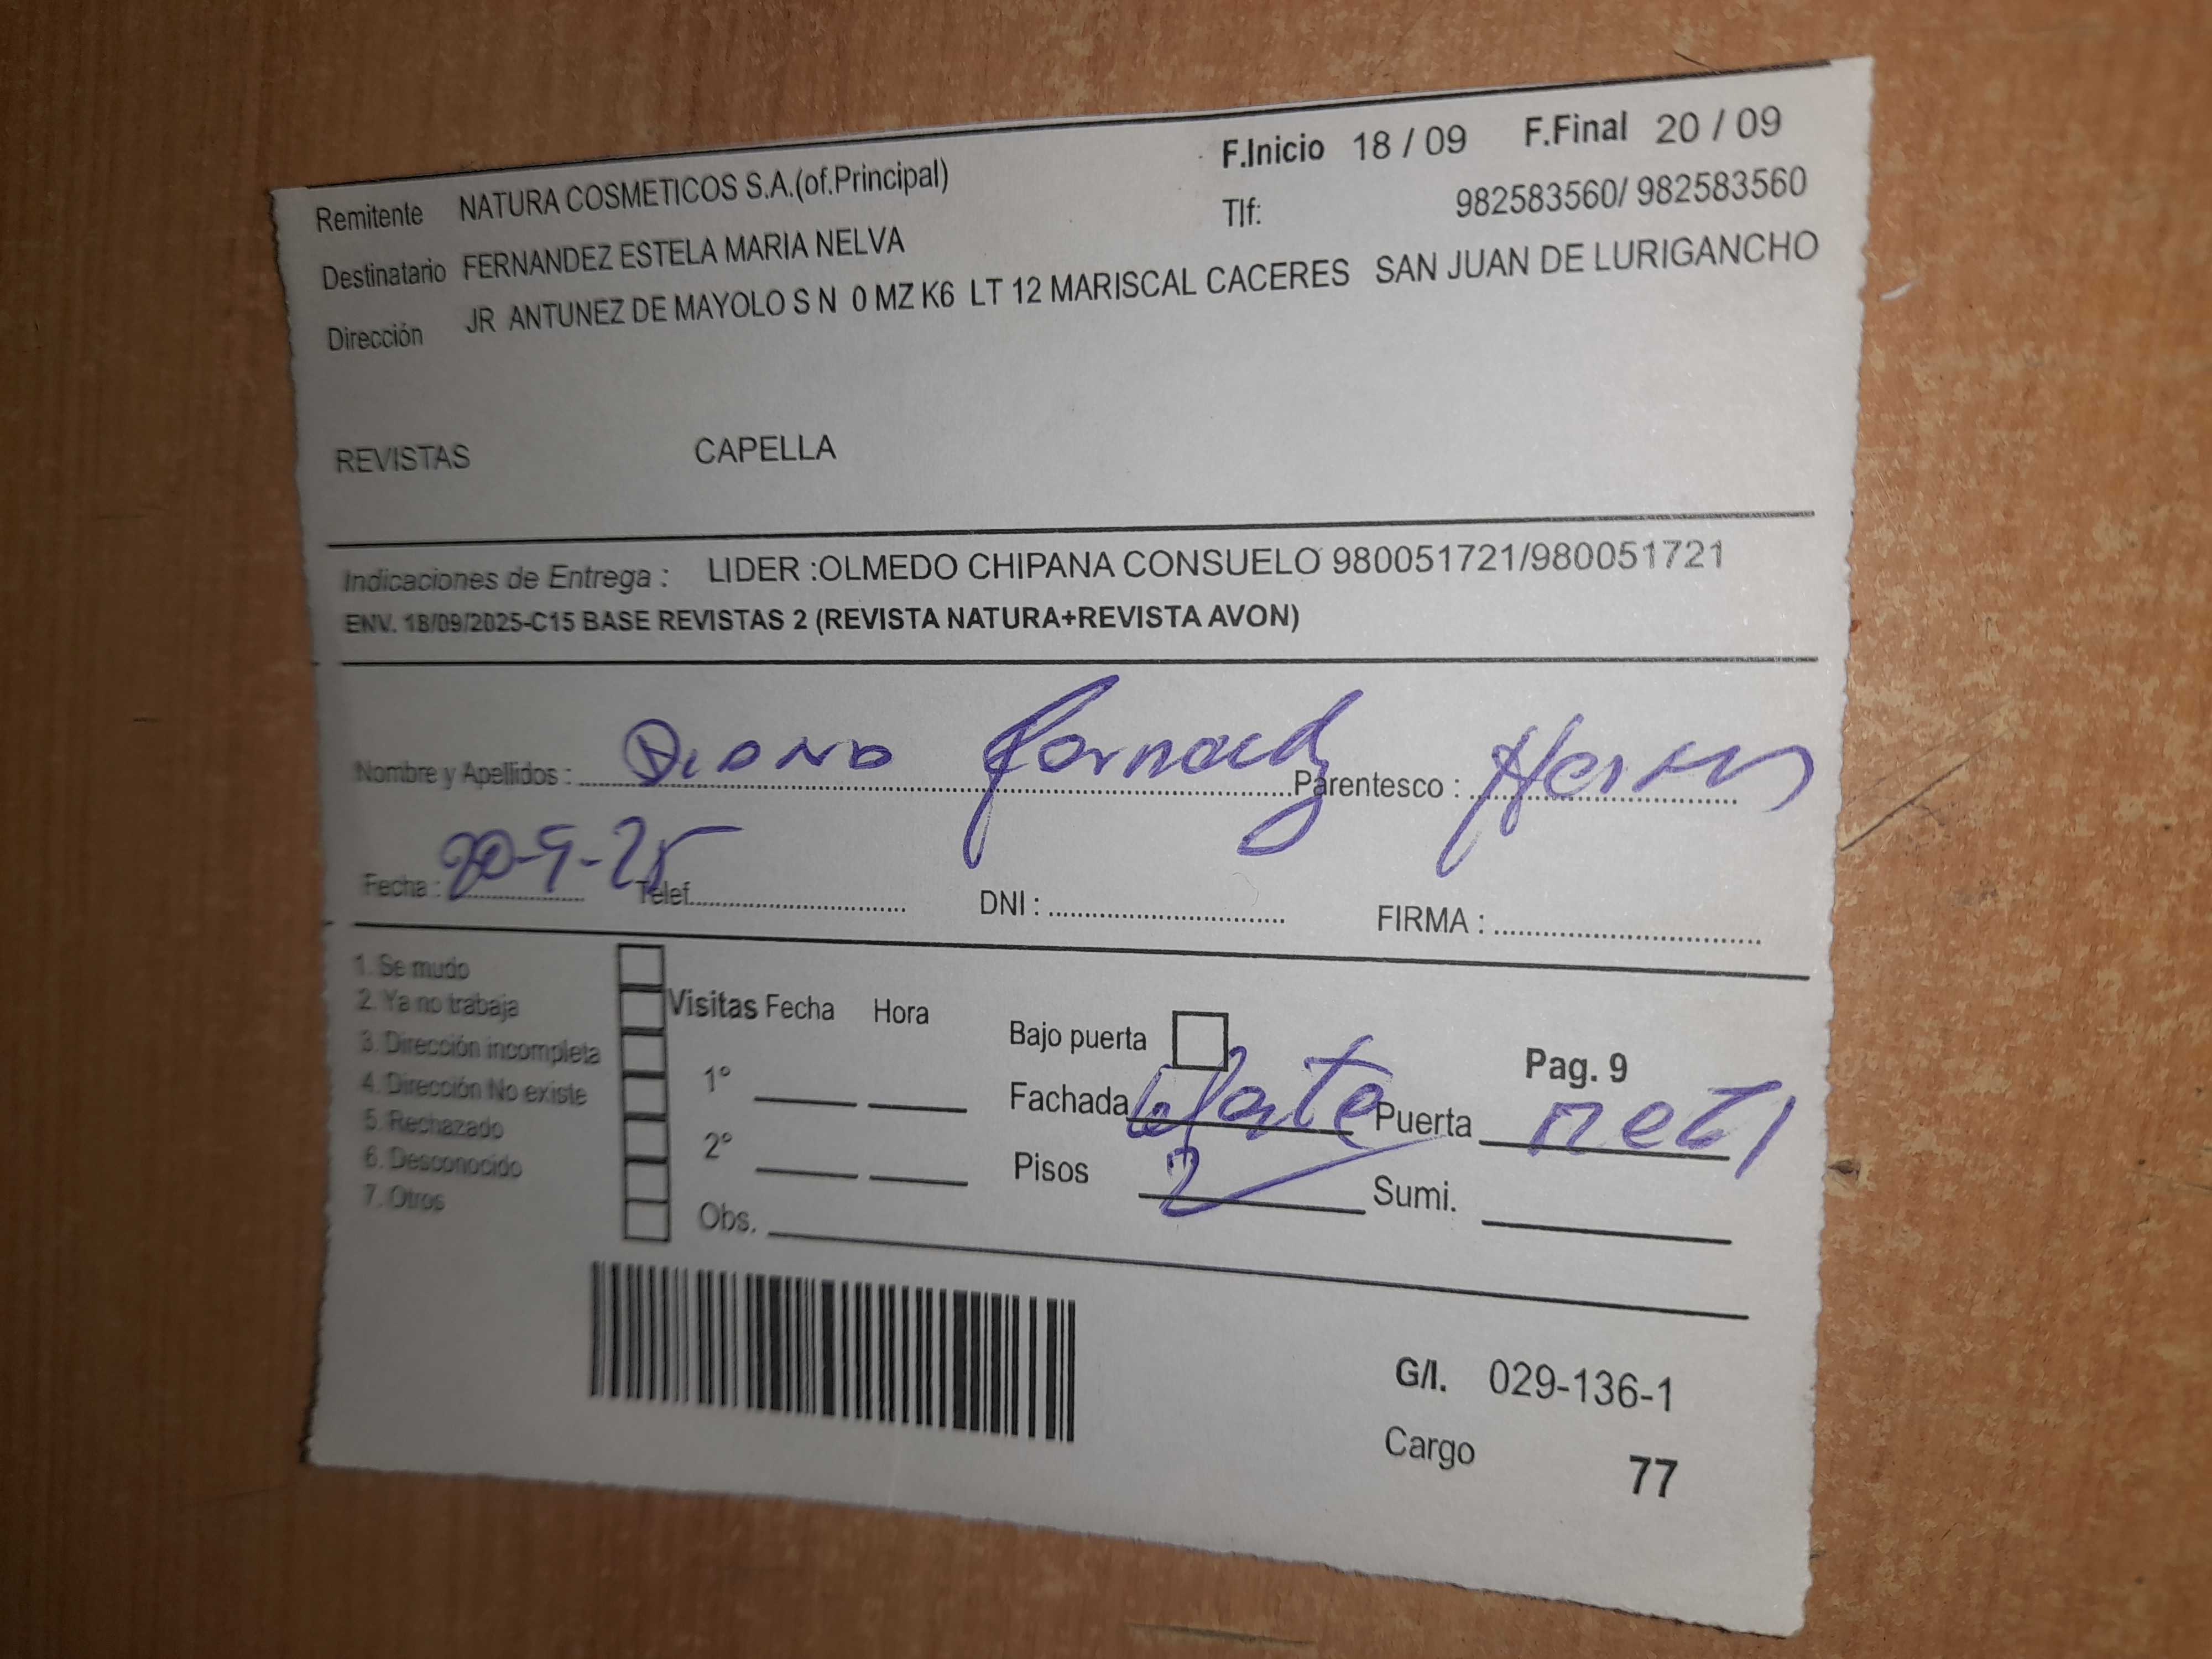 F.Inicio 18 / 09 F.Final 20 / 09
Remitente NATURA COSMETICOS S.A.(of.Principal)
Tlf: 982583560/ 982583560
Destinatario FERNANDEZ ESTELA MARIA NELVA
Dirección JR ANTUNEZ DE MAYOLO S N 0 MZ K6 LT 12 MARISCAL CACERES SAN JUAN DE LURIGANCHO
REVISTAS CAPELLA
Indicaciones de Entrega : LIDER :OLMEDO CHIPANA CONSUELO 980051721/980051721
ENV. 18/09/2025-C15 BASE REVISTAS 2 (REVISTA NATURA+REVISTA AVON)
Nombre y Apellidos : Parentesco :
Fecha : 20-9-25 Telef. DNI : FIRMA :
1. Se mudo
2. Ya no trabaja
3. Dirección incompleta
4. Dirección No existe
5. Rechazado
6. Desconocido
7. Otros
Visitas Fecha Hora
1°
2°
Obs.
Bajo puerta
Fachada
Pisos 2
Pag. 9
Puerta
Sumi.
G/I. 029-136-1
Cargo 77